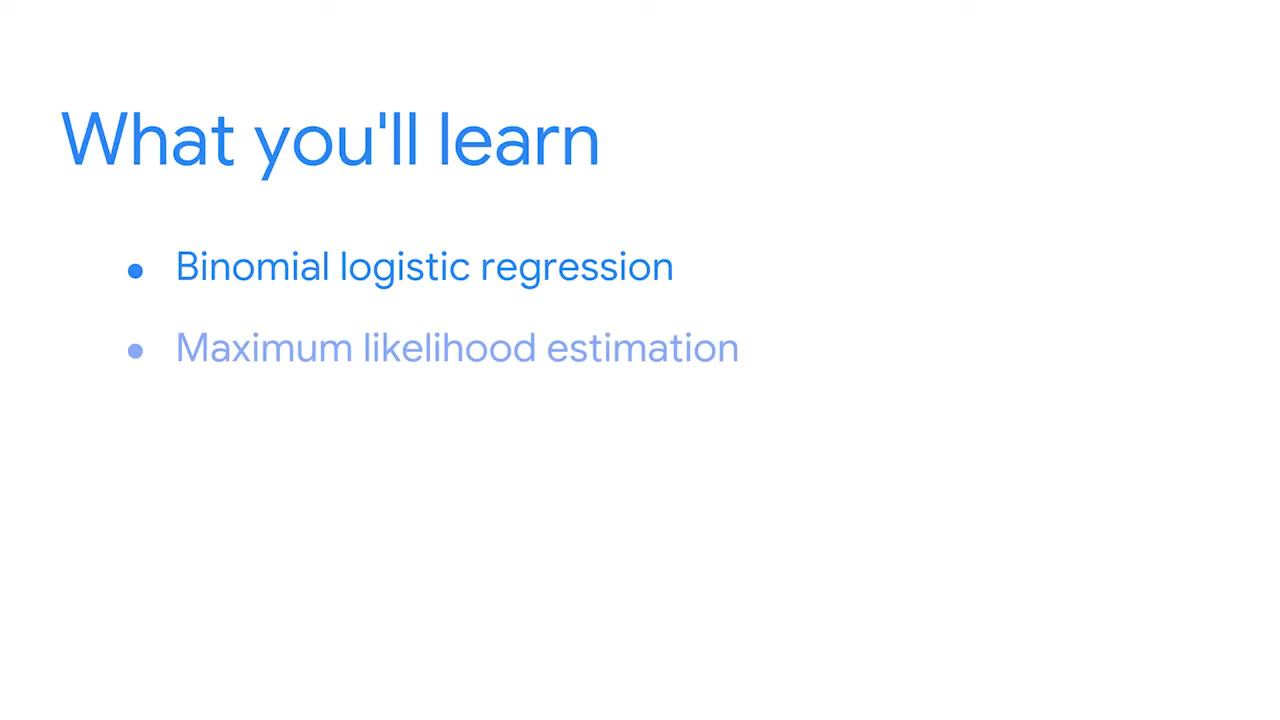 What you'll learn
• Binomial logistic regression
• Maximum likelihood estimation